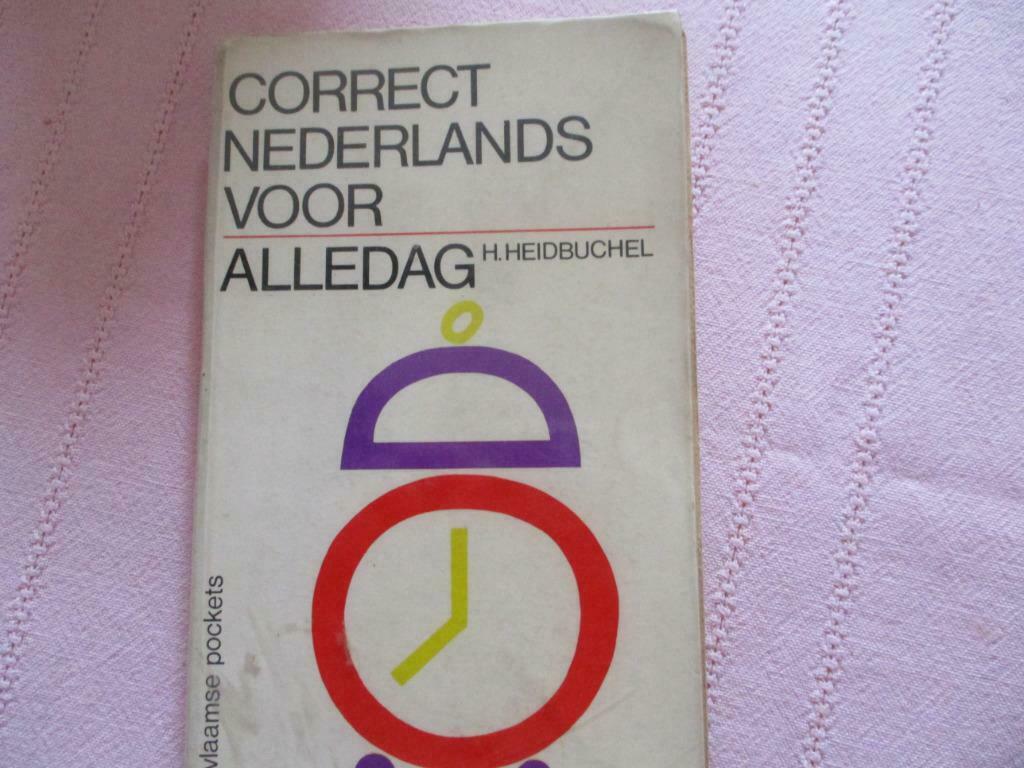 CORRECT
NEDERLANDS
VOOR
ALLEDAG
H. HEIDBUCHEL
vlaamse pockets